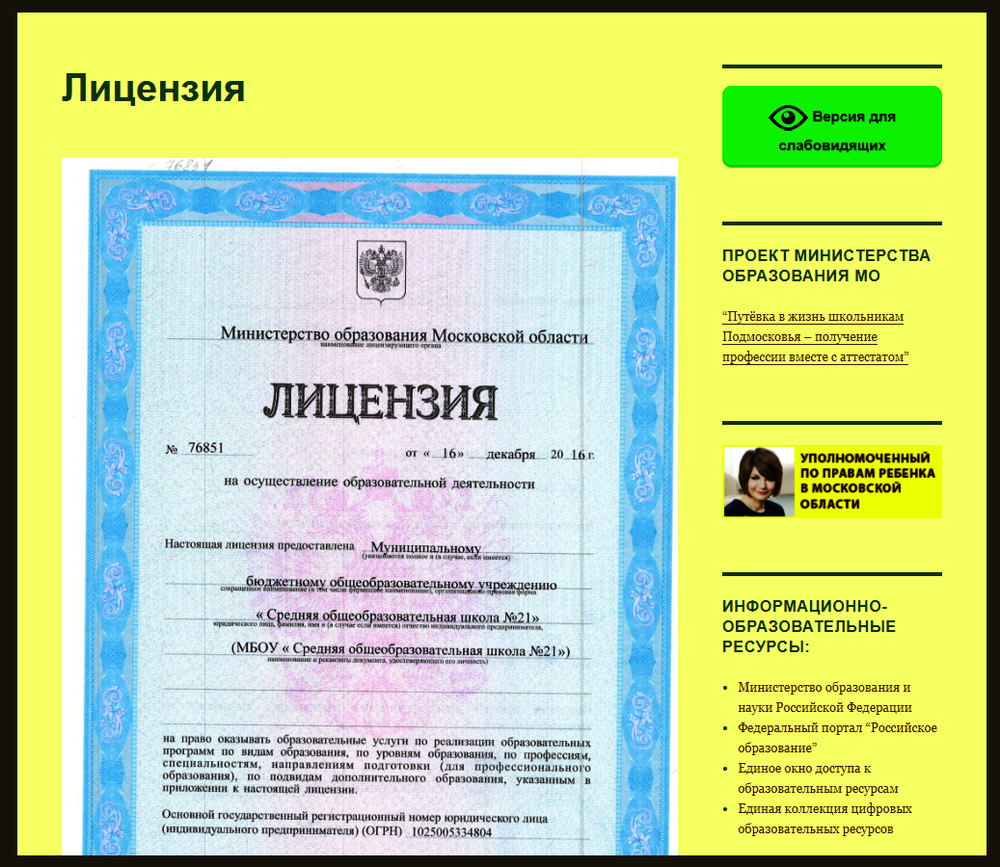 Лицензия
76851
Министерство образования Московской области
наименование лицензирующего органа
ЛИЦЕНЗИЯ
№ 76851 от « 16 » декабря 20 16 г.
на осуществление образовательной деятельности
Настоящая лицензия предоставлена Муниципальному
(указываются полное и (в случае, если имеется)
бюджетному общеобразовательному учреждению
сокращенное наименование (в том числе фирменное наименование), организационно-правовая форма
« Средняя общеобразовательная школа №21»
юридического лица, фамилия, имя и (в случае если имеется) отчество индивидуального предпринимателя,
(МБОУ « Средняя общеобразовательная школа №21»)
наименование и реквизиты документа, удостоверяющего его личность)
на право оказывать образовательные услуги по реализации образовательных
программ по видам образования, по уровням образования, по профессиям,
специальностям, направлениям подготовки (для профессионального
образования), по подвидам дополнительного образования, указанным в
приложении к настоящей лицензии.
Основной государственный регистрационный номер юридического лица
(индивидуального предпринимателя) (ОГРН) 1025005334804
Версия для
слабовидящих
ПРОЕКТ МИНИСТЕРСТВА
ОБРАЗОВАНИЯ МО
“Путёвка в жизнь школьникам
Подмосковья – получение
профессии вместе с аттестатом”
УПОЛНОМОЧЕННЫЙ
ПО ПРАВАМ РЕБЕНКА
В МОСКОВСКОЙ
ОБЛАСТИ
ИНФОРМАЦИОННО-
ОБРАЗОВАТЕЛЬНЫЕ
РЕСУРСЫ:
Министерство образования и
науки Российской Федерации
Федеральный портал “Российское
образование”
Единое окно доступа к
образовательным ресурсам
Единая коллекция цифровых
образовательных ресурсов